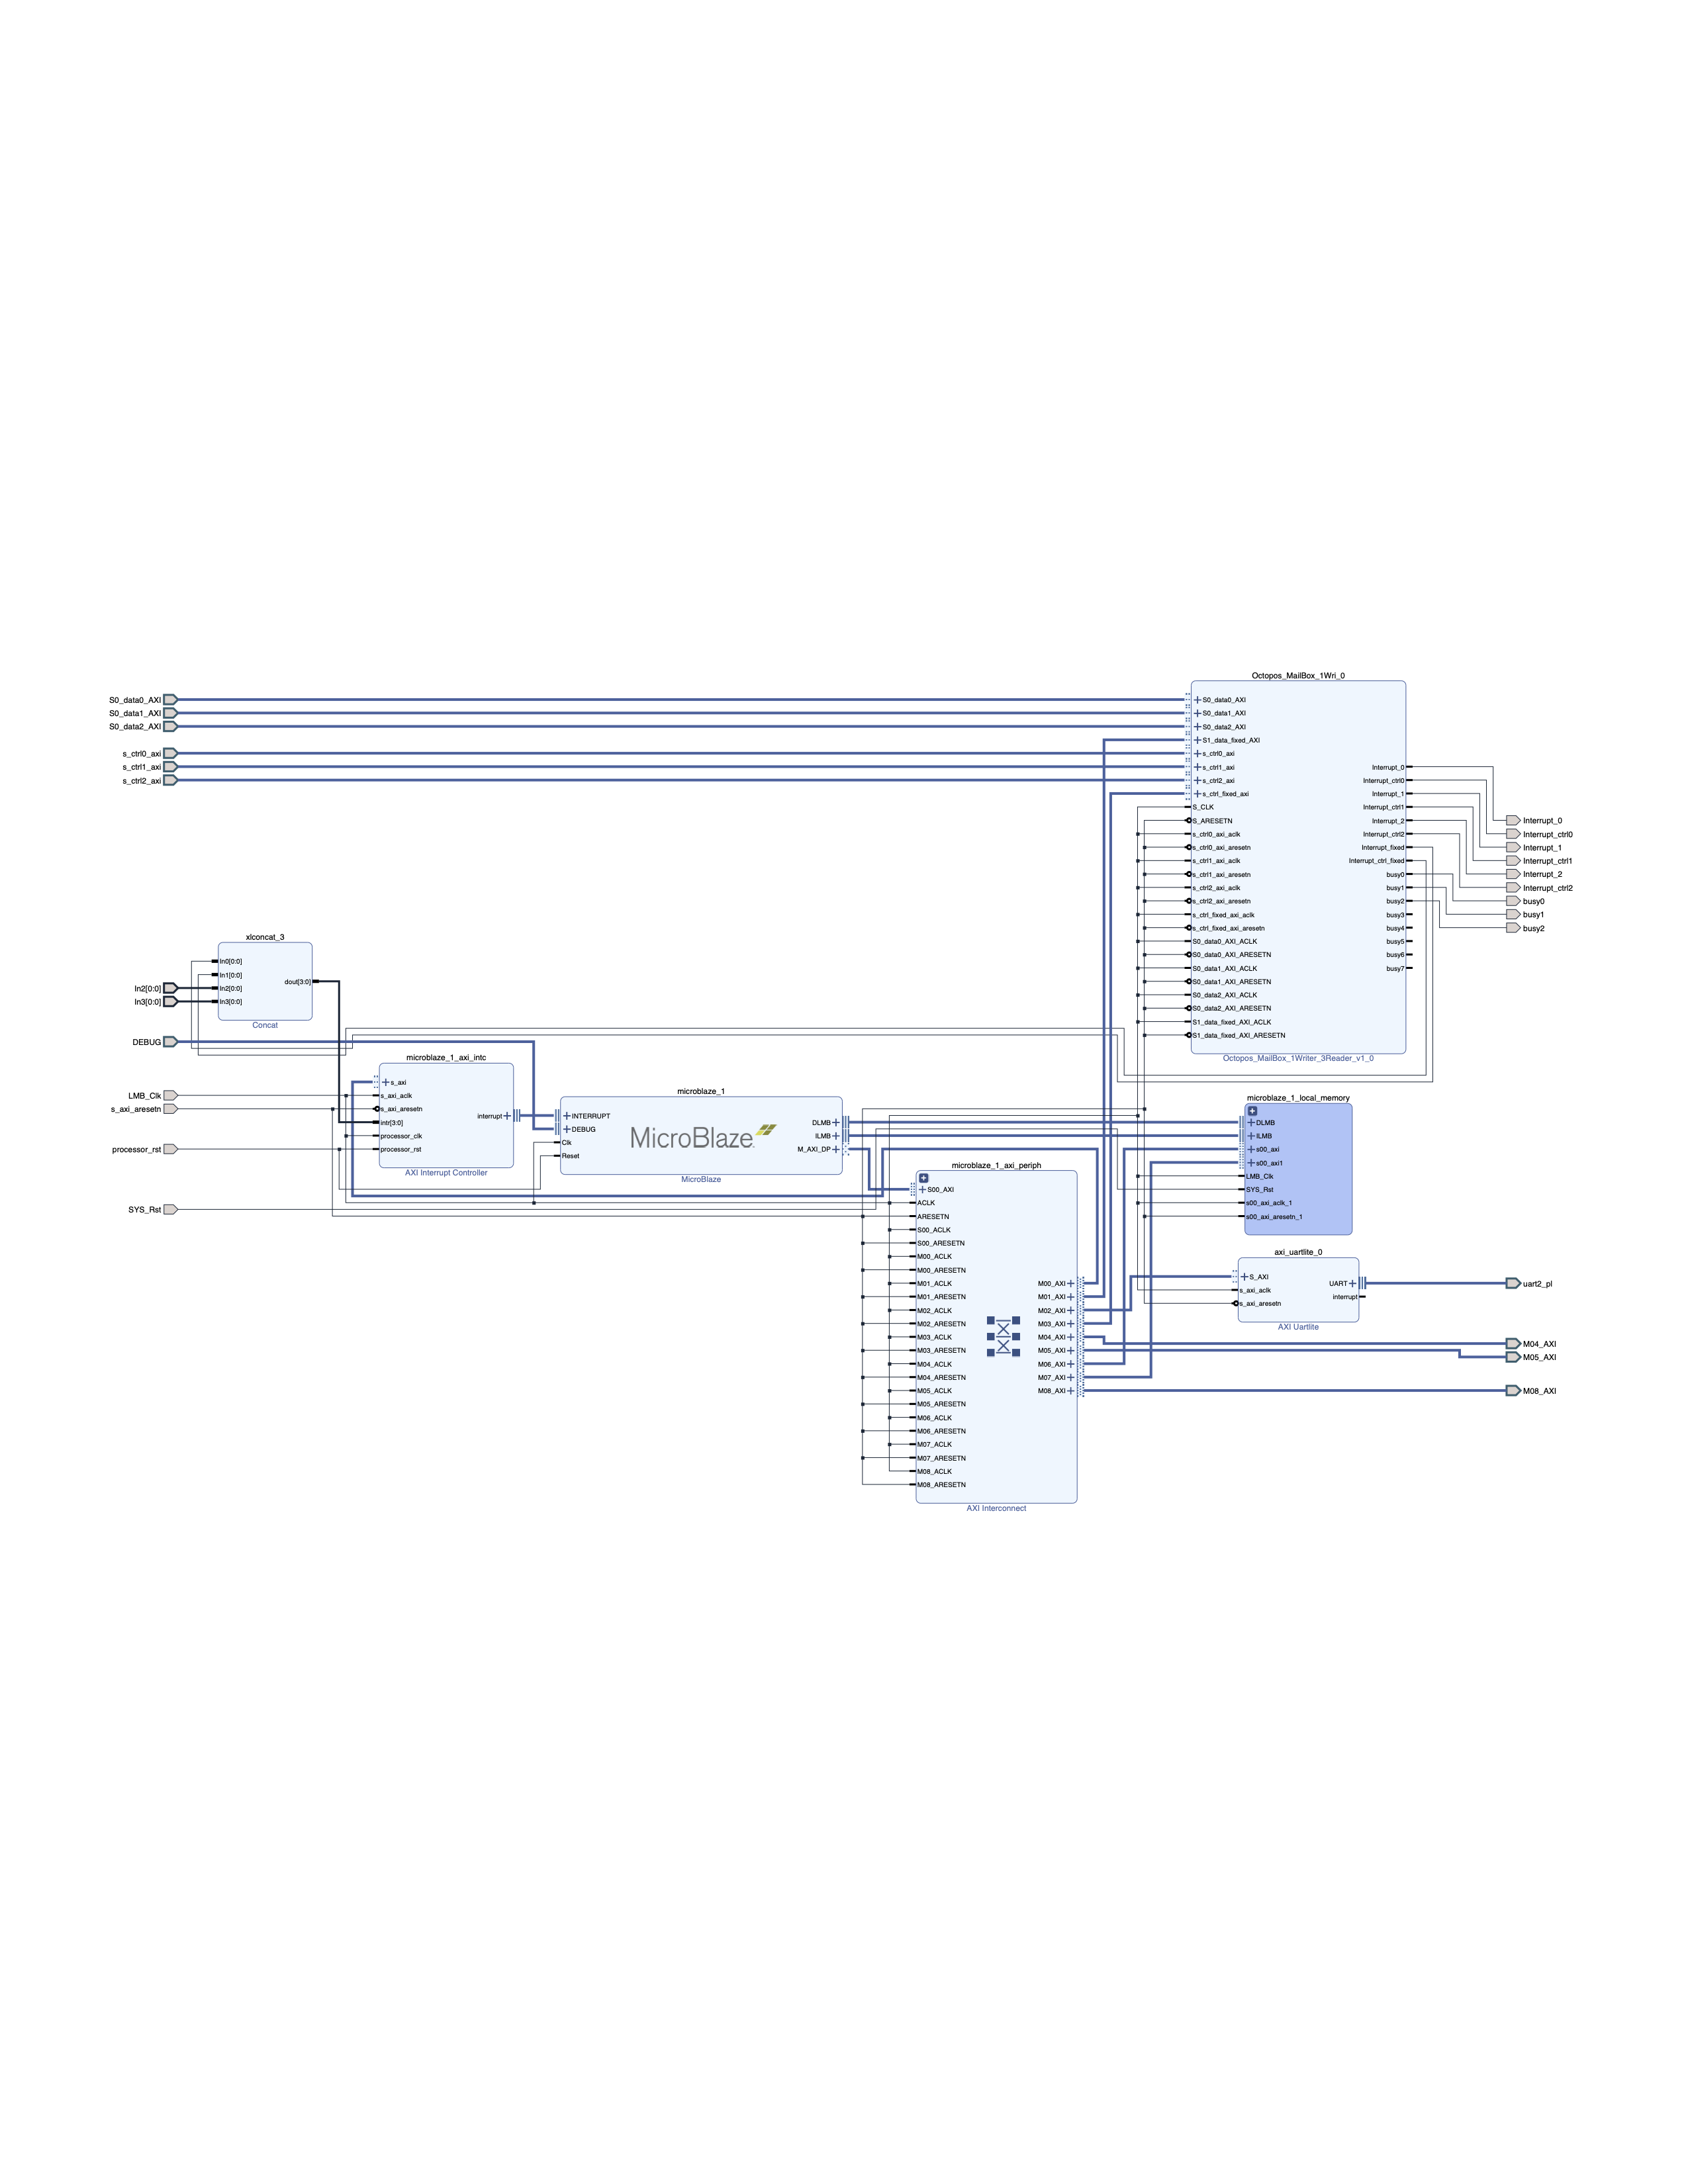 Octopos_MailBox_1Wri_0
S0_data0_AXI
S0_data1_AXI
S0_data2_AXI
s_ctrl0_axi
s_ctrl1_axi
s_ctrl2_axi
S0_data0_AXI
S0_data1_AXI
S0_data2_AXI
S1_data_fixed_AXI
s_ctrl0_axi
s_ctrl1_axi
s_ctrl2_axi
s_ctrl_fixed_axi
S_CLK
S_ARESETN
s_ctrl0_axi_aclk
s_ctrl0_axi_aresetn
s_ctrl1_axi_aclk
s_ctrl1_axi_aresetn
s_ctrl2_axi_aclk
s_ctrl2_axi_aresetn
s_ctrl_fixed_axi_aclk
s_ctrl_fixed_axi_aresetn
S0_data0_AXI_ACLK
S0_data0_AXI_ARESETN
S0_data1_AXI_ACLK
S0_data1_AXI_ARESETN
S0_data2_AXI_ACLK
S0_data2_AXI_ARESETN
S1_data_fixed_AXI_ACLK
S1_data_fixed_AXI_ARESETN
Interrupt_0
Interrupt_ctrl0
Interrupt_1
Interrupt_ctrl1
Interrupt_2
Interrupt_ctrl2
Interrupt_fixed
Interrupt_ctrl_fixed
busy0
busy1
busy2
busy3
busy4
busy5
busy6
busy7
Octopos_MailBox_1Writer_3Reader_v1_0
Interrupt_0
Interrupt_ctrl0
Interrupt_1
Interrupt_ctrl1
Interrupt_2
Interrupt_ctrl2
busy0
busy1
busy2
xlconcat_3
In0[0:0]
In1[0:0]
In2[0:0]
In3[0:0]
dout[3:0]
Concat
In2[0:0]
In3[0:0]
DEBUG
LMB_Clk
s_axi_aresetn
processor_rst
SYS_Rst
microblaze_1_axi_intc
s_axi
s_axi_aclk
s_axi_aresetn
intr[3:0]
processor_clk
processor_rst
interrupt
AXI Interrupt Controller
microblaze_1
INTERRUPT
DEBUG
Clk
Reset
MicroBlaze
DLMB
ILMB
M_AXI_DP
MicroBlaze
microblaze_1_axi_periph
S00_AXI
ACLK
ARESETN
S00_ACLK
S00_ARESETN
M00_ACLK
M00_ARESETN
M01_ACLK
M01_ARESETN
M02_ACLK
M02_ARESETN
M03_ACLK
M03_ARESETN
M04_ACLK
M04_ARESETN
M05_ACLK
M05_ARESETN
M06_ACLK
M06_ARESETN
M07_ACLK
M07_ARESETN
M08_ACLK
M08_ARESETN
M00_AXI
M01_AXI
M02_AXI
M03_AXI
M04_AXI
M05_AXI
M06_AXI
M07_AXI
M08_AXI
AXI Interconnect
microblaze_1_local_memory
DLMB
ILMB
s00_axi
s00_axi1
LMB_Clk
SYS_Rst
s00_axi_aclk_1
s00_axi_aresetn_1
axi_uartlite_0
S_AXI
s_axi_aclk
s_axi_aresetn
UART
interrupt
AXI Uartlite
uart2_pl
M04_AXI
M05_AXI
M08_AXI